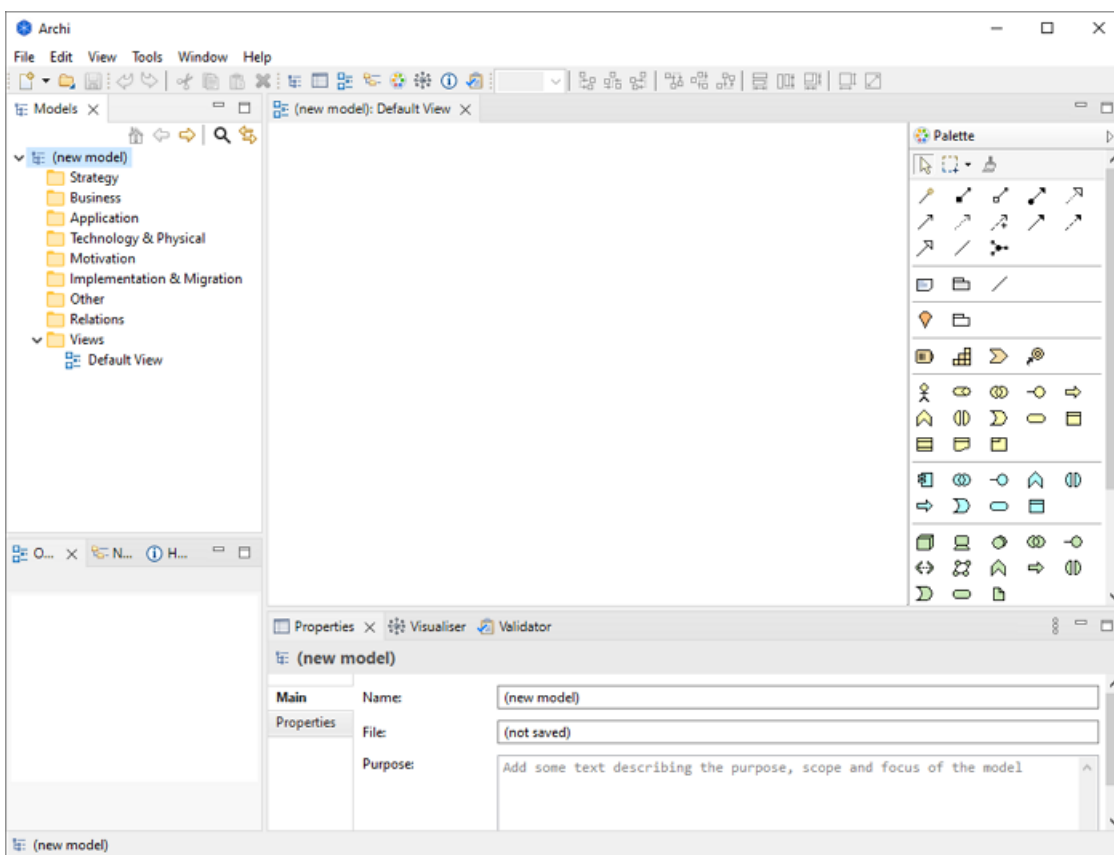 Archi
File Edit View Tools Window Help
Models
(new model): Default View
Palette
(new model)
Strategy
Business
Application
Technology & Physical
Motivation
Implementation & Migration
Other
Relations
Views
Default View
O... N... H...
Properties Visualiser Validator
(new model)
Main Name: (new model)
Properties
File: (not saved)
Purpose: Add some text describing the purpose, scope and focus of the model
(new model)